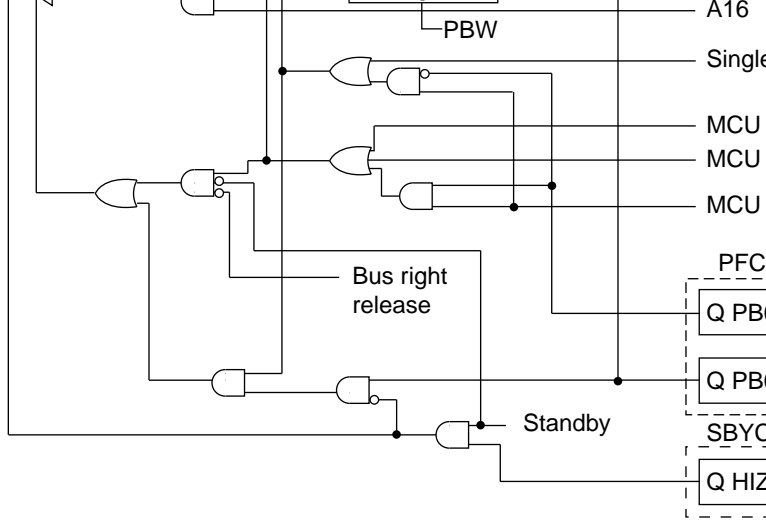 A16
PBW
Single
MCU
MCU
MCU
PFC
Bus right
release
Q PB
Q PB
Standby
SBYC
Q HIZ